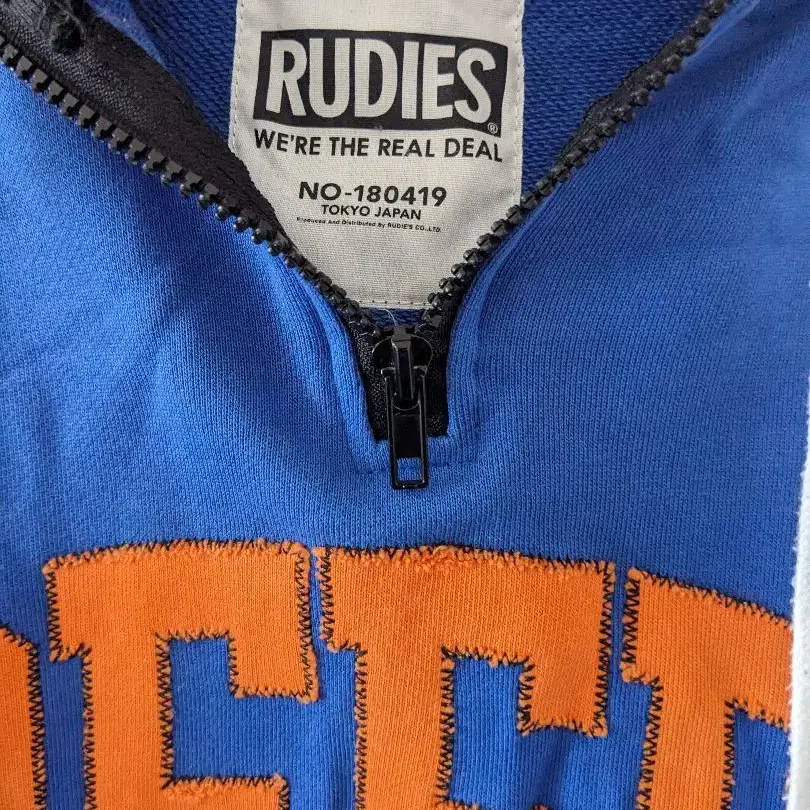 RUDIES®
WE'RE THE REAL DEAL
NO-180419
TOKYO JAPAN
Produced And Distributed by RUDIE'S CO.,LTD.